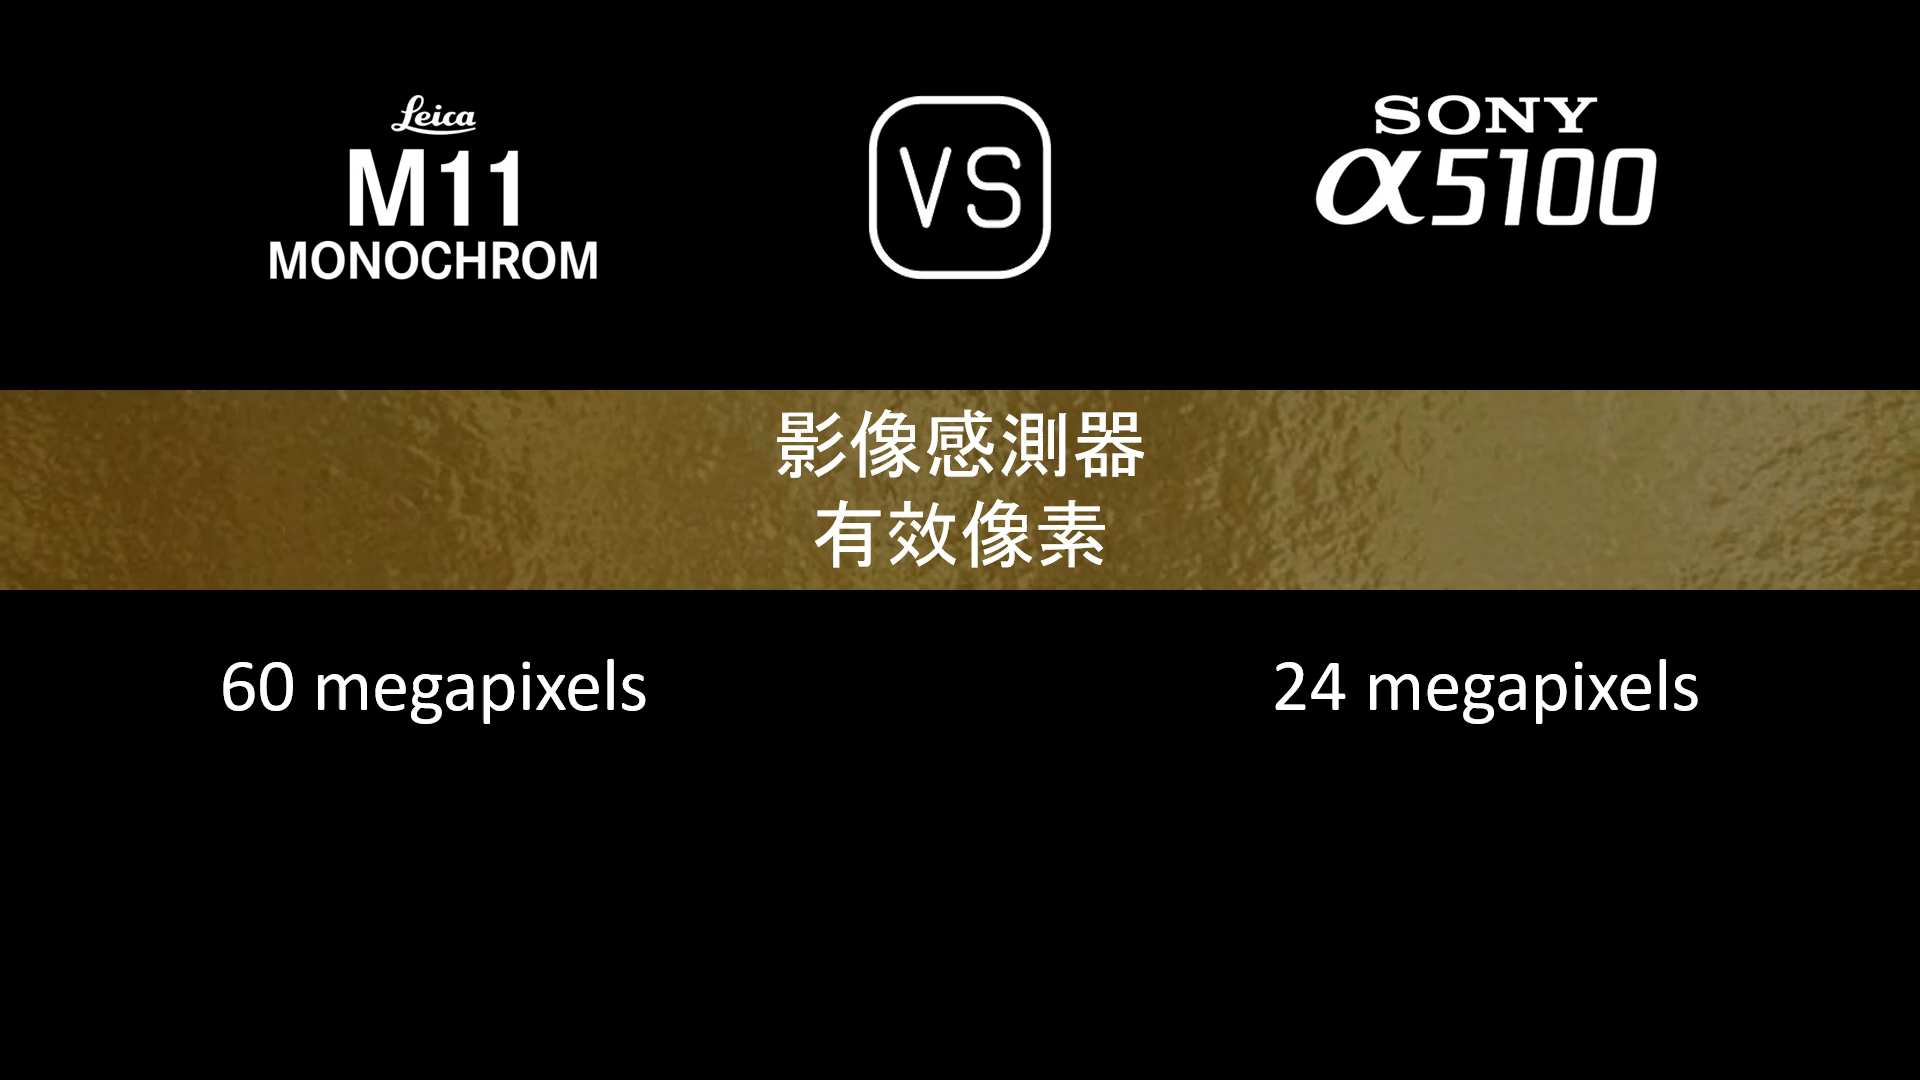 Leica
M11
MONOCHROM
VS
SONY
α5100
影像感測器
有效像素
60 megapixels
24 megapixels